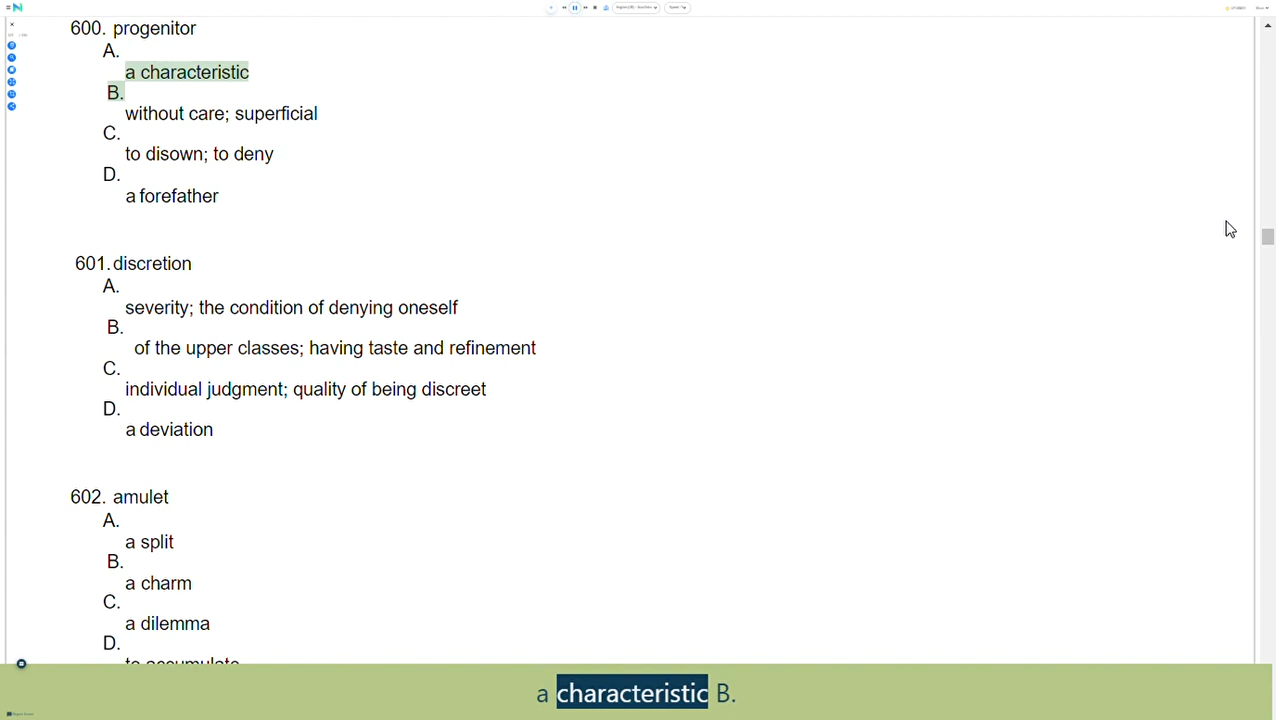 600. progenitor
A.
a characteristic
B.
without care; superficial
C.
to disown; to deny
D.
a forefather
601. discretion
A.
severity; the condition of denying oneself
B.
of the upper classes; having taste and refinement
C.
individual judgment; quality of being discreet
D.
a deviation
602. amulet
A.
a split
B.
a charm
C.
a dilemma
D.
to accumulate
a characteristic B.